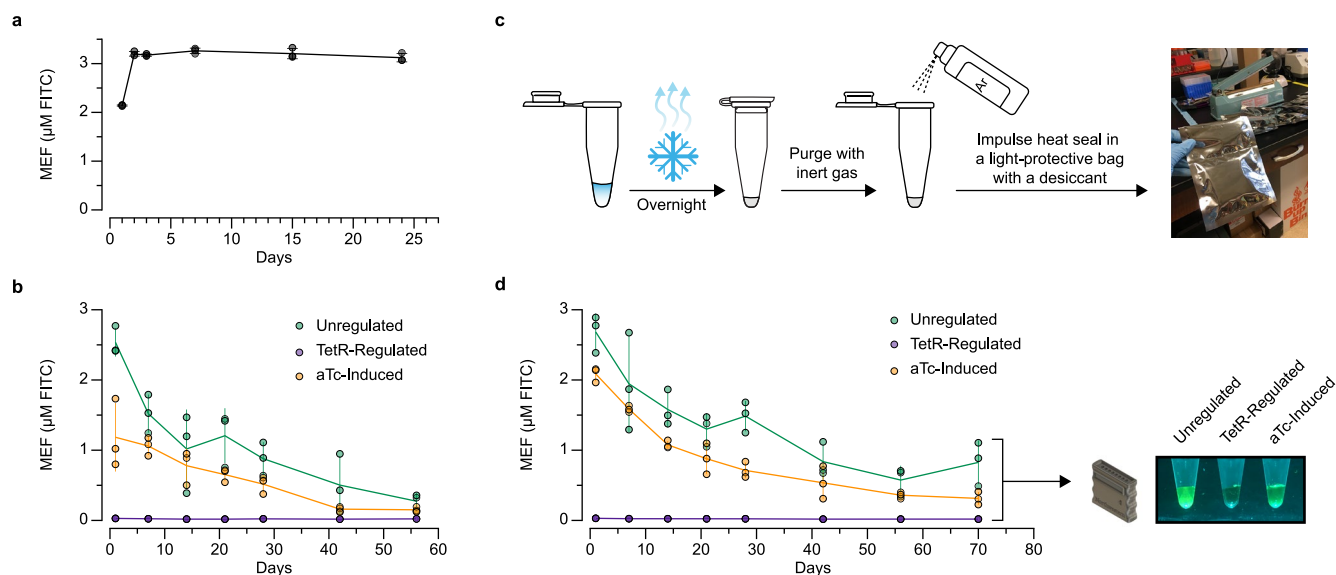 a
MEF (µM FITC)
3
2
1
0
0 5 10 15 20 25
Days
c
Overnight
Purge with
inert gas
Ar
Impulse heat seal in
a light-protective bag
with a desiccant
b
MEF (µM FITC)
3
2
1
0
Unregulated
TetR-Regulated
aTc-Induced
0 10 20 30 40 50 60
Days
d
MEF (µM FITC)
3
2
1
0
Unregulated
TetR-Regulated
aTc-Induced
0 10 20 30 40 50 60 70 80
Days
Unregulated
TetR-Regulated
aTc-Induced